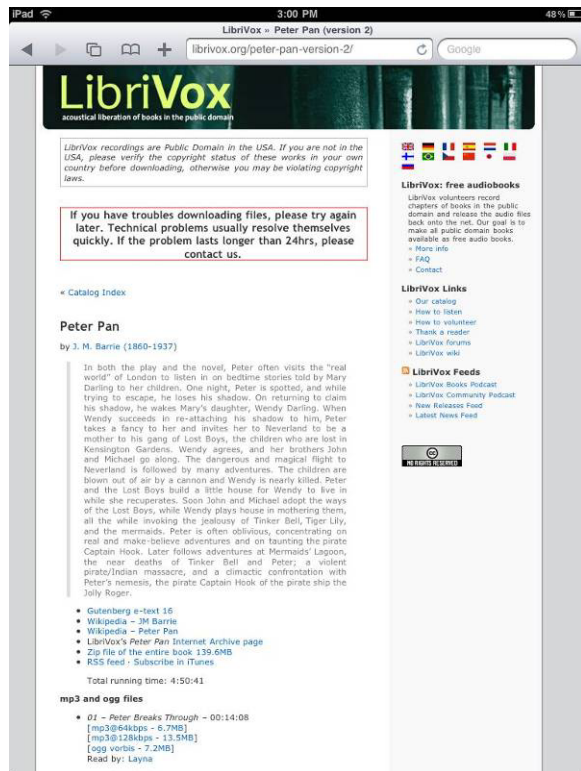 iPad
3:00 PM
48%
LibriVox » Peter Pan (version 2)
librivox.org/peter-pan-version-2/
Google
LibriVox
acoustical liberation of books in the public domain
LibriVox recordings are Public Domain in the USA. If you are not in the
USA, please verify the copyright status of these works in your own
country before downloading, otherwise you may be violating copyright
laws.
If you have troubles downloading files, please try again
later. Technical problems usually resolve themselves
quickly. If the problem lasts longer than 24hrs, please
contact us.
« Catalog Index
Peter Pan
by J. M. Barrie (1860-1937)
In both the play and the novel, Peter often visits the "real
world" of London to listen in on bedtime stories told by Mary
Darling to her children. One night, Peter is spotted, and while
trying to escape, he loses his shadow. On returning to claim
his shadow, he wakes Mary's daughter, Wendy Darling. When
Wendy succeeds in re-attaching his shadow to him, Peter
takes a fancy to her and invites her to Neverland to be a
mother to his gang of Lost Boys, the children who are lost in
Kensington Gardens. Wendy agrees, and her brothers John
and Michael go along. The dangerous and magical flight to
Neverland is followed by many adventures. The children are
blown out of air by a cannon and Wendy is nearly killed. Peter
and the Lost Boys build a little house for Wendy to live in
while she recuperates. Soon John and Michael adopt the ways
of the Lost Boys, while Wendy plays house in mothering them,
all the while invoking the jealousy of Tinker Bell, Tiger Lily,
and the mermaids. Peter is often oblivious, concentrating on
real and make-believe adventures and on taunting the pirate
Captain Hook. Later follows adventures at Mermaids' Lagoon,
the near deaths of Tinker Bell and Peter; a violent
pirate/Indian massacre, and a climactic confrontation with
Peter's nemesis, the pirate Captain Hook of the pirate ship the
Jolly Roger.
• Gutenberg e-text 16
• Wikipedia – JM Barrie
• Wikipedia – Peter Pan
• LibriVox's Peter Pan Internet Archive page
• Zip file of the entire book 139.6MB
• RSS feed · Subscribe in iTunes
Total running time: 4:50:41
mp3 and ogg files
• 01 – Peter Breaks Through – 00:14:08
[mp3@64kbps - 6.7MB]
[mp3@128kbps - 13.5MB]
[ogg vorbis - 7.2MB]
Read by: Layna
LibriVox: free audiobooks
LibriVox volunteers record
chapters of books in the public
domain and release the audio files
back onto the net. Our goal is to
make all public domain books
available as free audio books.
» More info
» FAQ
» Contact
LibriVox Links
» Our catalog
» How to listen
» How to volunteer
» Thank a reader
» LibriVox forums
» LibriVox wiki
LibriVox Feeds
» LibriVox Books Podcast
» LibriVox Community Podcast
» New Releases Feed
» Latest News Feed
cc
NO RIGHTS RESERVED